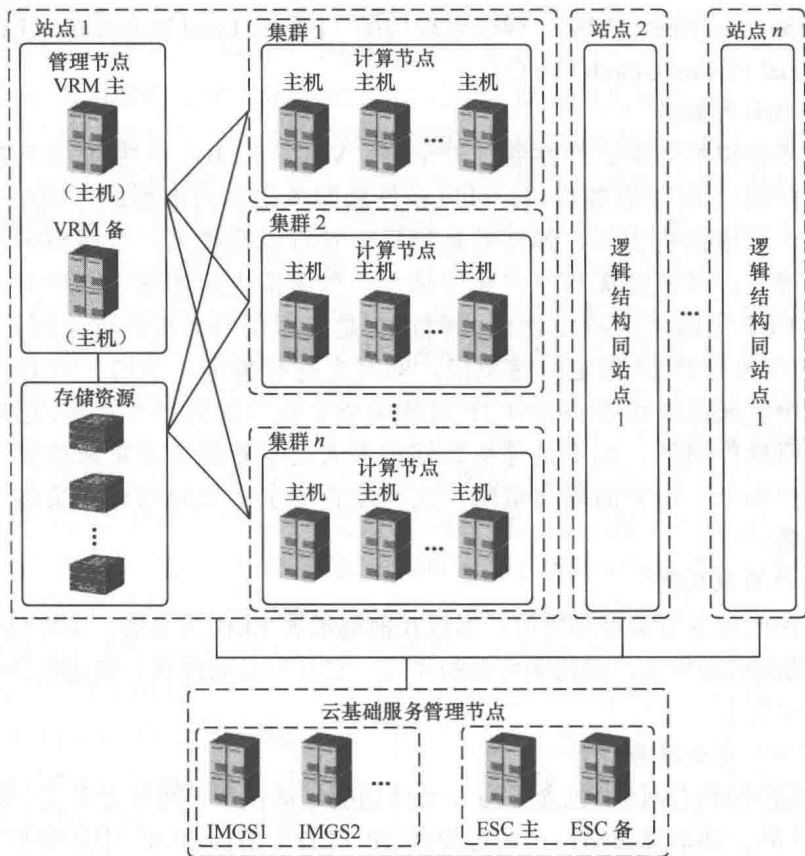 站点 1
管理节点
VRM 主
（主机）
VRM 备
（主机）
存储资源
集群 1
计算节点
主机 主机 主机
集群 2
计算节点
主机 主机 主机
集群 n
计算节点
主机 主机 主机
站点 2
逻辑结构同站点 1
站点 n
逻辑结构同站点 1
云基础服务管理节点
IMGS1 IMGS2
ESC 主 ESC 备